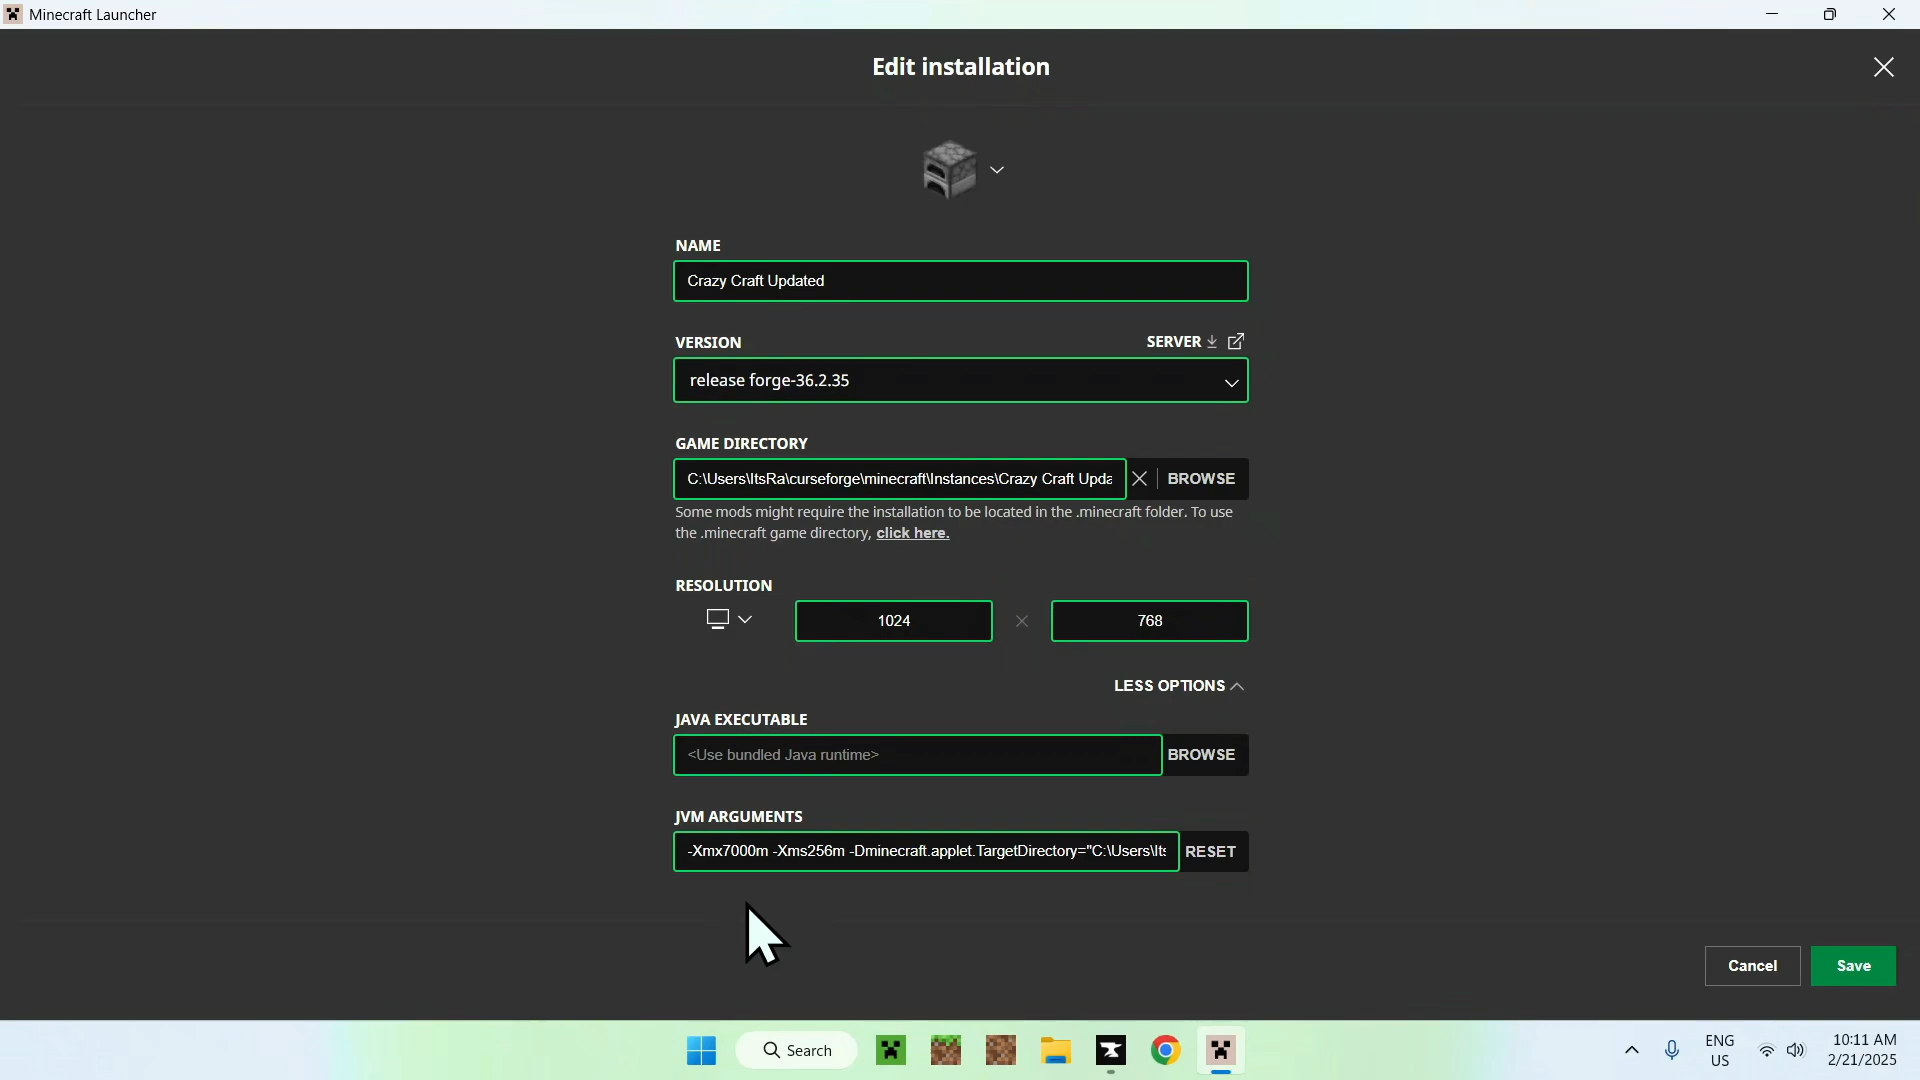 Minecraft Launcher
Edit installation
NAME
Crazy Craft Updated
VERSION
SERVER
release forge-36.2.35
GAME DIRECTORY
C:\Users\ItsRa\curseforge\minecraft\Instances\Crazy Craft Upda
BROWSE
Some mods might require the installation to be located in the .minecraft folder. To use
the .minecraft game directory, click here.
RESOLUTION
1024
768
LESS OPTIONS
JAVA EXECUTABLE
<Use bundled Java runtime>
BROWSE
JVM ARGUMENTS
-Xmx7000m -Xms256m -Dminecraft.applet.TargetDirectory="C:\Users\Its
RESET
Cancel
Save
Search
ENG
US
10:11 AM
2/21/2025